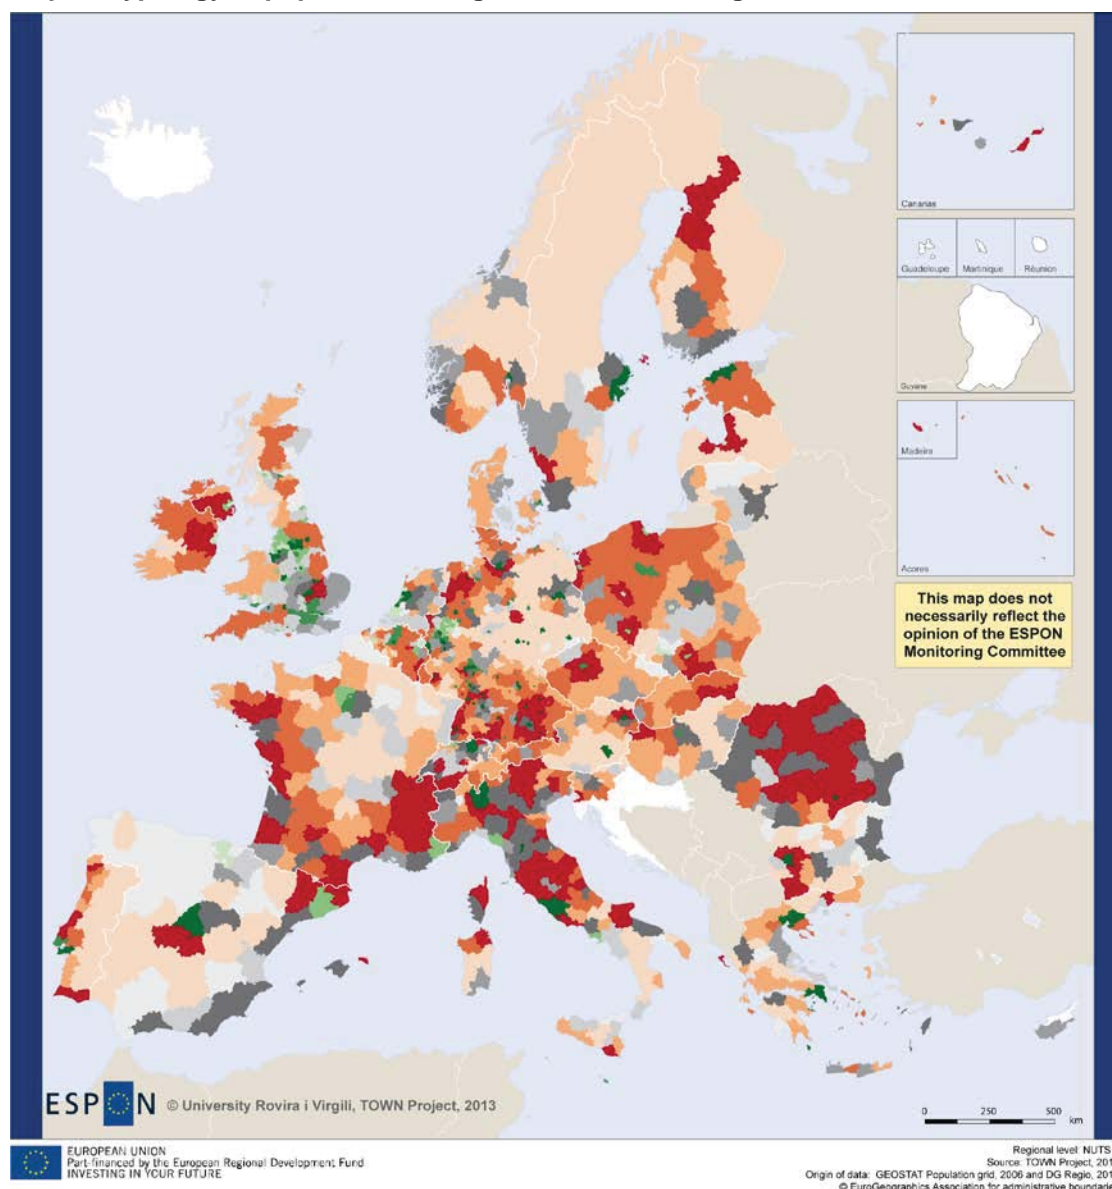 Canarias
Guadeloupe
Martinique
Réunion
Guyane
Madeira
Acores
This map does not
necessarily reflect the
opinion of the ESPON
Monitoring Committee
ESPON © University Rovira i Virgili, TOWN Project, 2013
0 250 500
km
EUROPEAN UNION
Part-financed by the European Regional Development Fund
INVESTING IN YOUR FUTURE
Regional level: NUTS
Source: TOWN Project, 201
Origin of data: GEOSTAT Population grid, 2006 and DG Regio, 201
© EuroGeographics Association for administrative boundarie